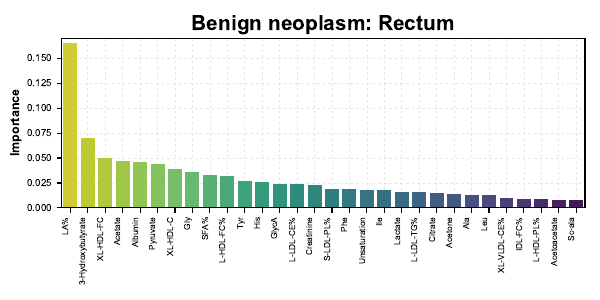 Benign neoplasm: Rectum
Importance
0.150
0.125
0.100
0.075
0.050
0.025
0.000
LA%
3-Hydroxybutyrate
XL-HDL-FC
Acetate
Albumin
Pyruvate
XL-HDL-C
Gly
SFA%
L-HDL-FC%
Tyr
His
GlycA
L-LDL-CE%
Creatinine
S-LDL-PL%
Phe
Unsaturation
Ile
Lactate
L-LDL-TG%
Citrate
Acetone
Ala
Leu
XL-VLDL-CE%
IDL-FC%
L-HDL-PL%
Acetoacetate
Sc-ala